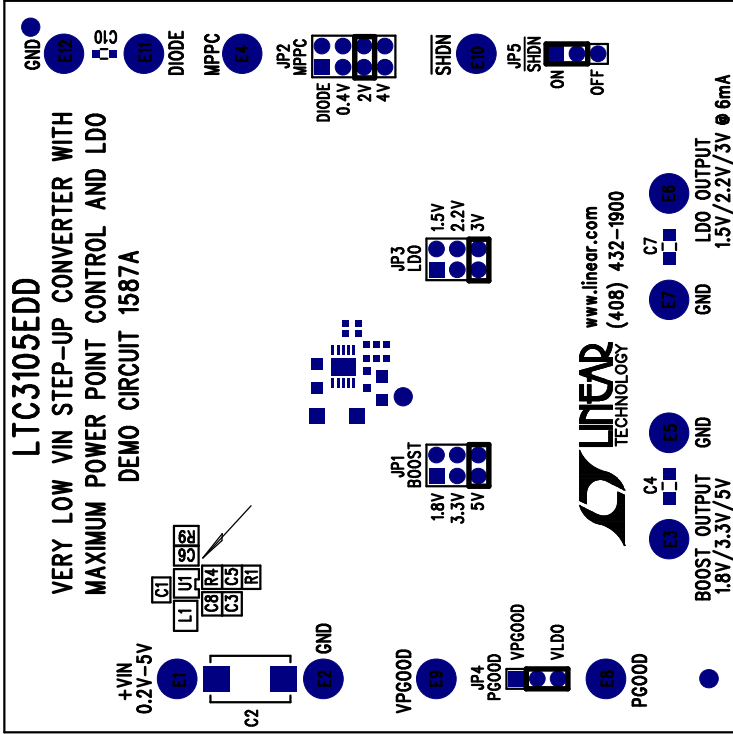 LTC3105EDD
VERY LOW VIN STEP-UP CONVERTER WITH
MAXIMUM POWER POINT CONTROL AND LDO
DEMO CIRCUIT 1587A
GND
E12
C10
E11
DIODE
MPPC
E4
JP2
MPPC
DIODE
0.4V
2V
4V
SHDN
E10
JP5
SHDN
ON
OFF
+VIN
0.2V-5V
E1
C2
E2
GND
C1
L1
U1
C6
R9
C8
R4
C3
C5
R1
JP1
BOOST
1.8V
3.3V
5V
JP3
LDO
1.5V
2.2V
3V
VPGOOD
E9
JP4
PGOOD
VPGOOD
VLDO
E8
PGOOD
LINEAR
TECHNOLOGY
www.linear.com
(408) 432-1900
E3
C4
E5
GND
BOOST OUTPUT
1.8V/3.3V/5V
E7
GND
C7
E6
LDO OUTPUT
1.5V/2.2V/3V @ 6mA